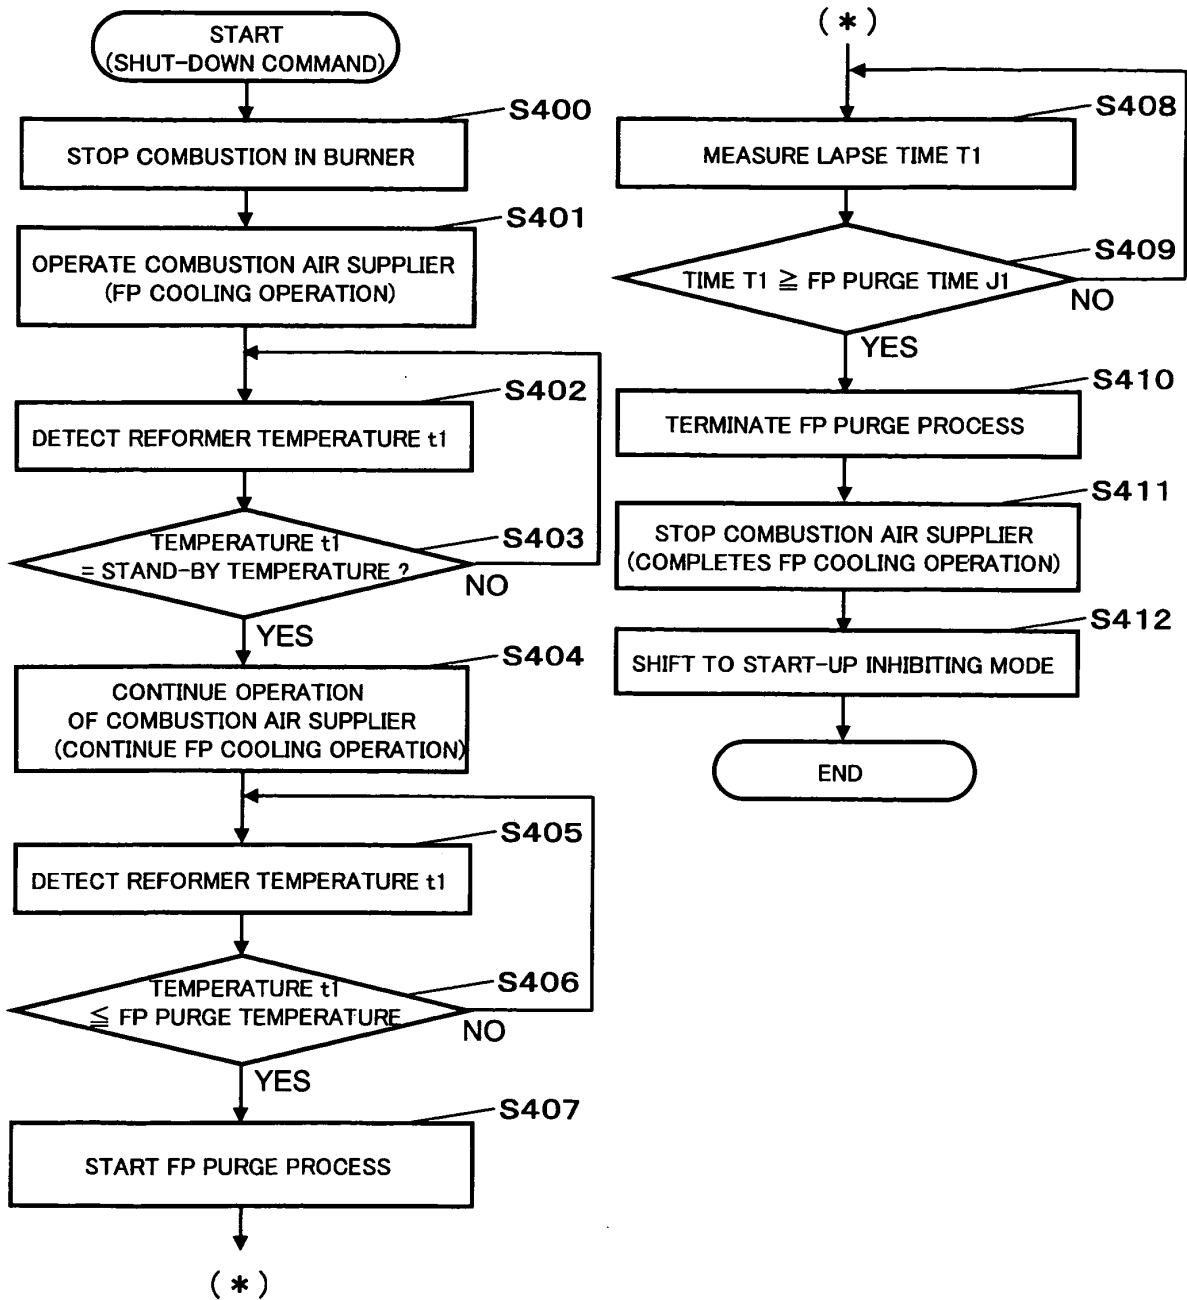 START
(SHUT-DOWN COMMAND)
S400
STOP COMBUSTION IN BURNER
S401
OPERATE COMBUSTION AIR SUPPLIER
(FP COOLING OPERATION)
S402
DETECT REFORMER TEMPERATURE t1
S403
TEMPERATURE t1
= STAND-BY TEMPERATURE ?
NO
YES
S404
CONTINUE OPERATION
OF COMBUSTION AIR SUPPLIER
(CONTINUE FP COOLING OPERATION)
S405
DETECT REFORMER TEMPERATURE t1
S406
TEMPERATURE t1
≦ FP PURGE TEMPERATURE
NO
YES
S407
START FP PURGE PROCESS
(*)
(*)
S408
MEASURE LAPSE TIME T1
S409
TIME T1 ≧ FP PURGE TIME J1
NO
YES
S410
TERMINATE FP PURGE PROCESS
S411
STOP COMBUSTION AIR SUPPLIER
(COMPLETES FP COOLING OPERATION)
S412
SHIFT TO START-UP INHIBITING MODE
END